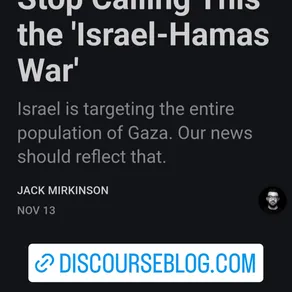 Stop Calling This
the 'Israel-Hamas
War'
Israel is targeting the entire
population of Gaza. Our news
should reflect that.
JACK MIRKINSON
NOV 13
DISCOURSEBLOG.COM